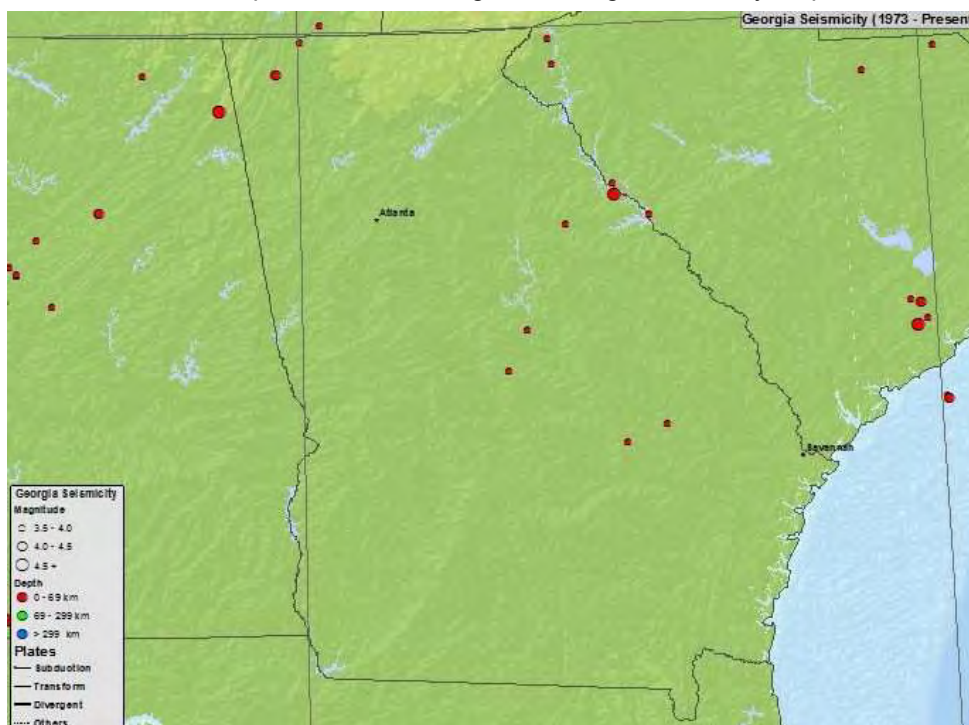 Georgia Seismicity (1973 - Present
Atlanta
Savannah
Georgia Seismicity
Magnitude
3.5 - 4.0
4.0 - 4.5
4.5 +
Depth
0 - 69 km
69 - 299 km
> 299 km
Plates
Subduction
Transform
Divergent
Others